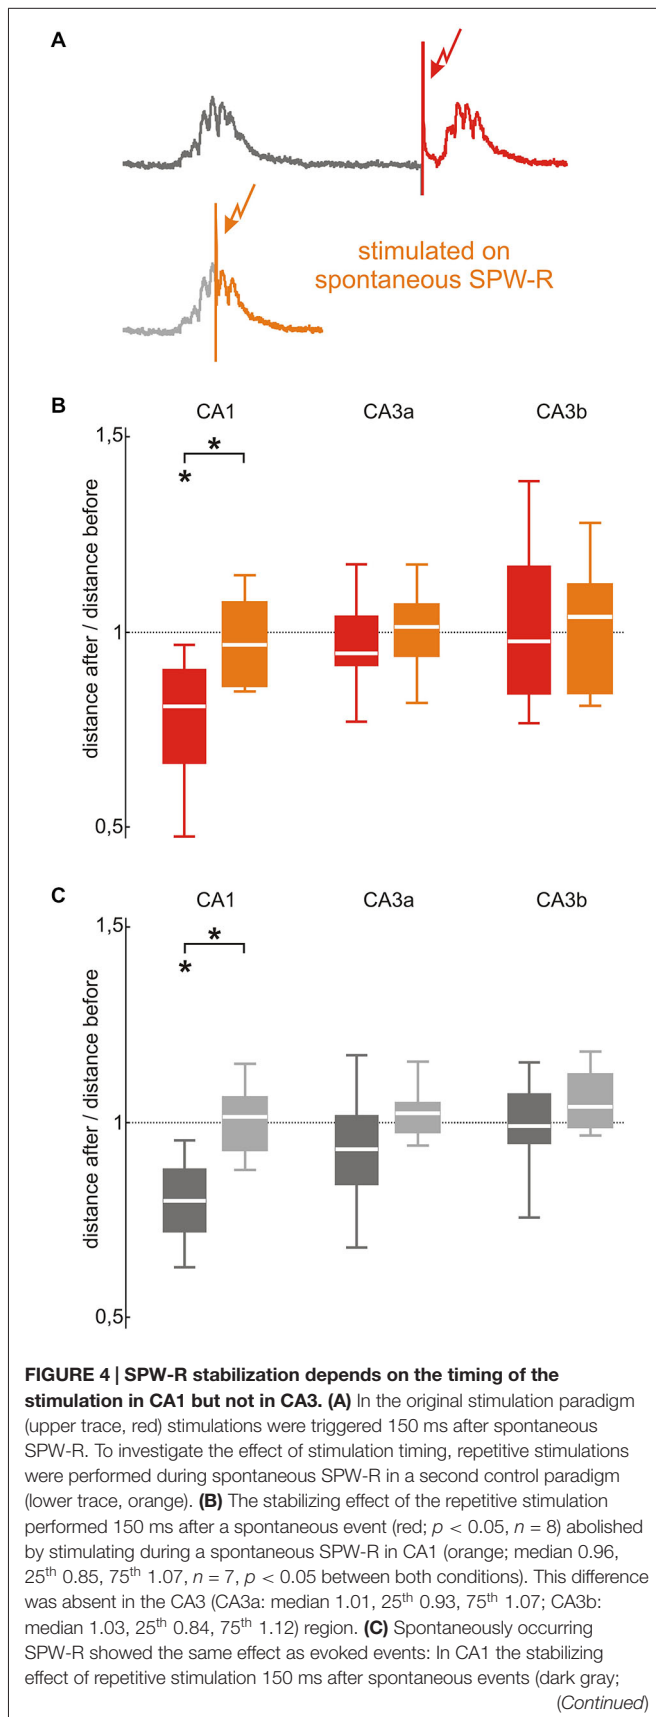 A
stimulated on
spontaneous SPW-R
B
CA1 CA3a CA3b
1,5
*
*
distance after / distance before
1
0,5
C
CA1 CA3a CA3b
1,5
*
*
distance after / distance before
1
0,5
FIGURE 4 | SPW-R stabilization depends on the timing of the
stimulation in CA1 but not in CA3. (A) In the original stimulation paradigm
(upper trace, red) stimulations were triggered 150 ms after spontaneous
SPW-R. To investigate the effect of stimulation timing, repetitive stimulations
were performed during spontaneous SPW-R in a second control paradigm
(lower trace, orange). (B) The stabilizing effect of the repetitive stimulation
performed 150 ms after a spontaneous event (red; p < 0.05, n = 8) abolished
by stimulating during a spontaneous SPW-R in CA1 (orange; median 0.96,
25th 0.85, 75th 1.07, n = 7, p < 0.05 between both conditions). This difference
was absent in the CA3 (CA3a: median 1.01, 25th 0.93, 75th 1.07; CA3b:
median 1.03, 25th 0.84, 75th 1.12) region. (C) Spontaneously occurring
SPW-R showed the same effect as evoked events: In CA1 the stabilizing
effect of repetitive stimulation 150 ms after spontaneous events (dark gray;
(Continued)